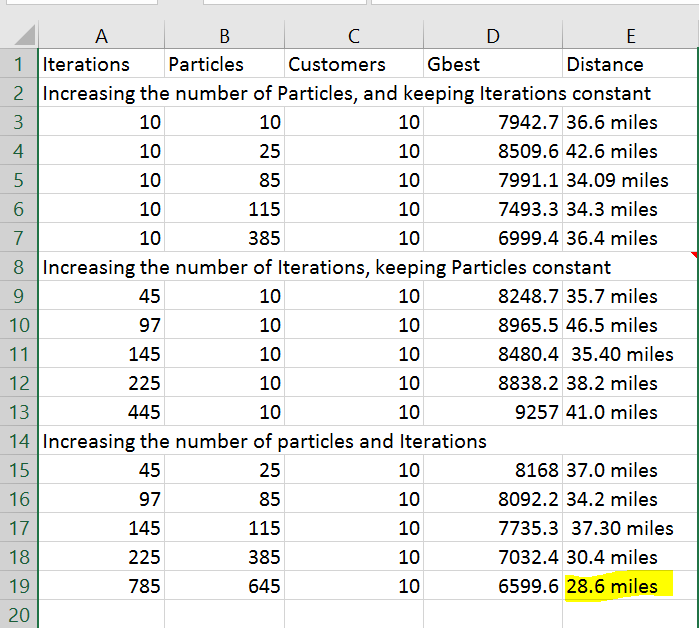 A B C D E
1 Iterations Particles Customers Gbest Distance
2 Increasing the number of Particles, and keeping Iterations constant
3 10 10 10 7942.7 36.6 miles
4 10 25 10 8509.6 42.6 miles
5 10 85 10 7991.1 34.09 miles
6 10 115 10 7493.3 34.3 miles
7 10 385 10 6999.4 36.4 miles
8 Increasing the number of Iterations, keeping Particles constant
9 45 10 10 8248.7 35.7 miles
10 97 10 10 8965.5 46.5 miles
11 145 10 10 8480.4 35.40 miles
12 225 10 10 8838.2 38.2 miles
13 445 10 10 9257 41.0 miles
14 Increasing the number of particles and Iterations
15 45 25 10 8168 37.0 miles
16 97 85 10 8092.2 34.2 miles
17 145 115 10 7735.3 37.30 miles
18 225 385 10 7032.4 30.4 miles
19 785 645 10 6599.6 28.6 miles
20